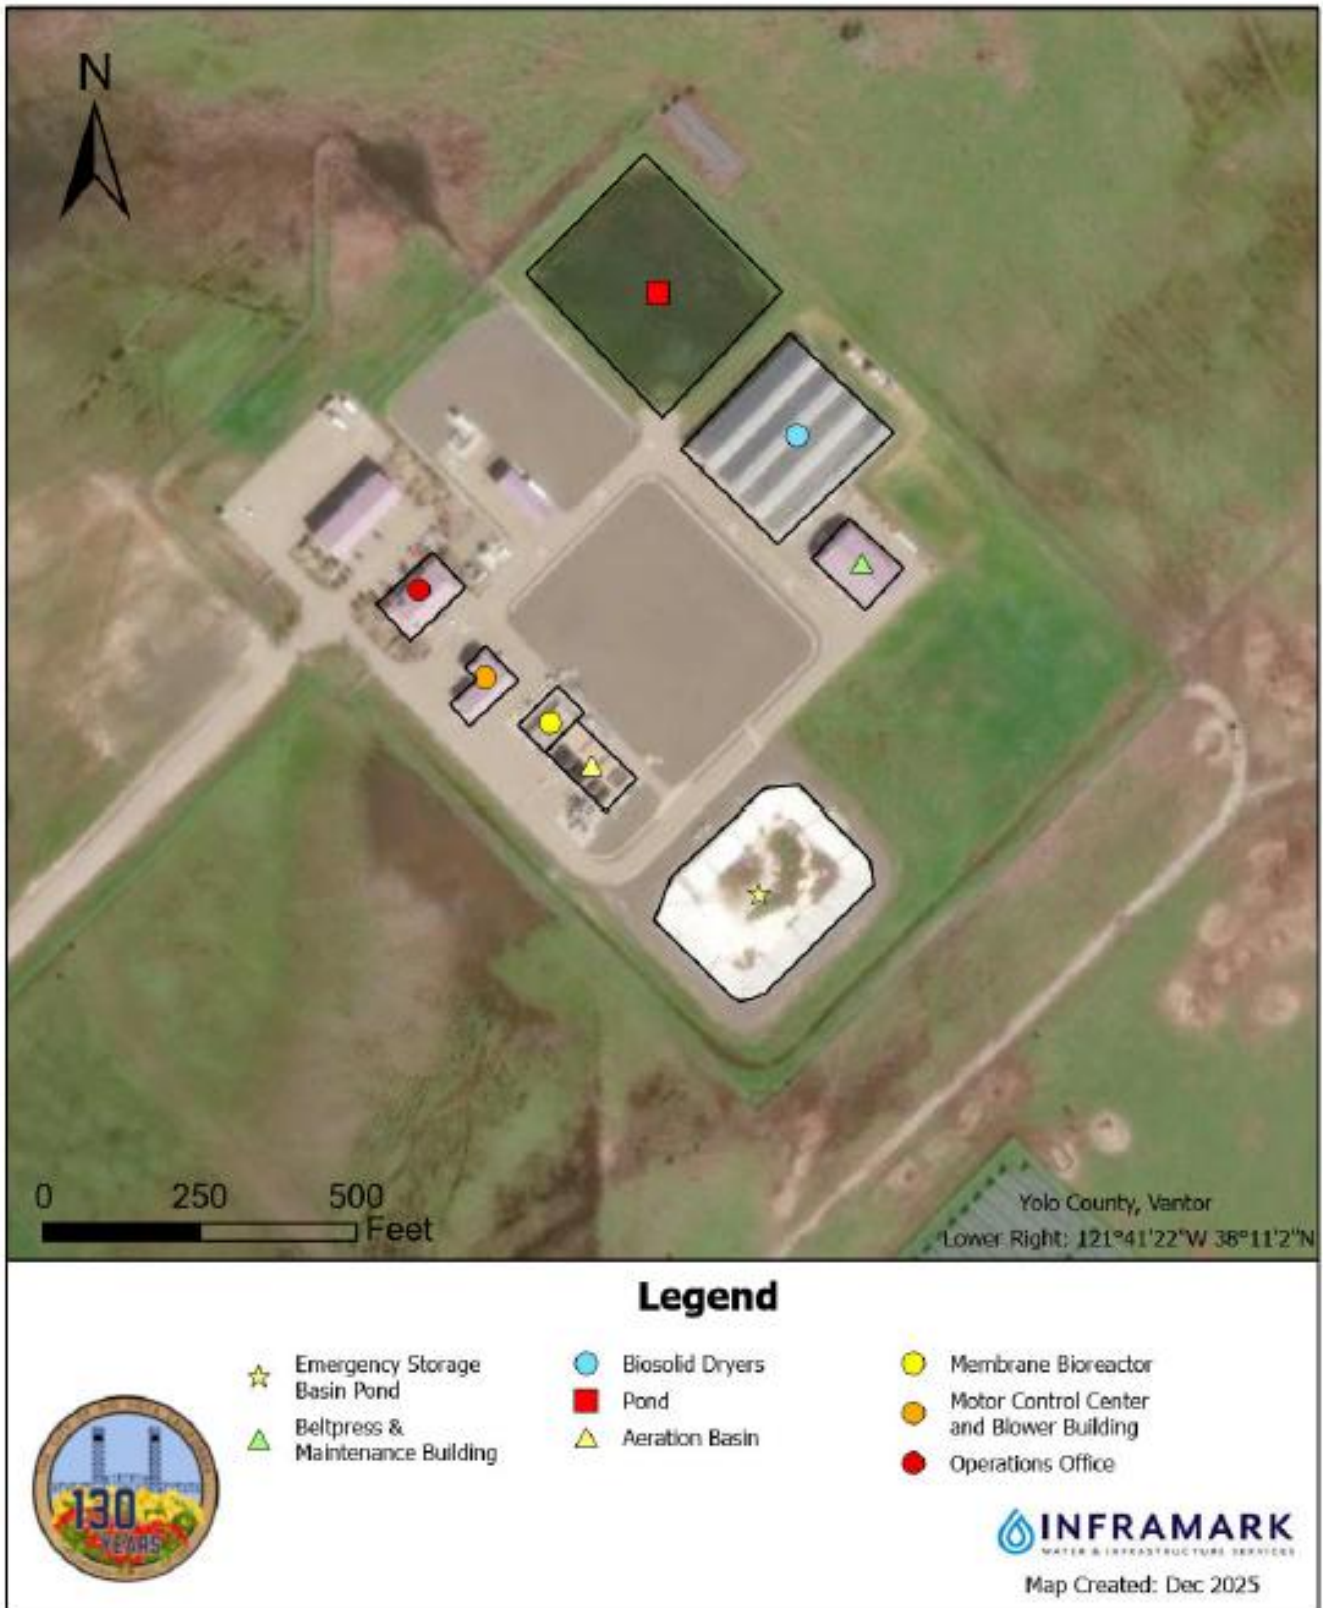 N
0 250 500
Feet
Yolo County, Vantor
Lower Right: 121°41'22"W 38°11'2"N
Legend
Emergency Storage
Basin Pond
Beltpress &
Maintenance Building
Biosolid Dryers
Pond
Aeration Basin
Membrane Bioreactor
Motor Control Center
and Blower Building
Operations Office
130
YEARS
INFRAMARK
WATER & INFRASTRUCTURE SERVICES
Map Created: Dec 2025